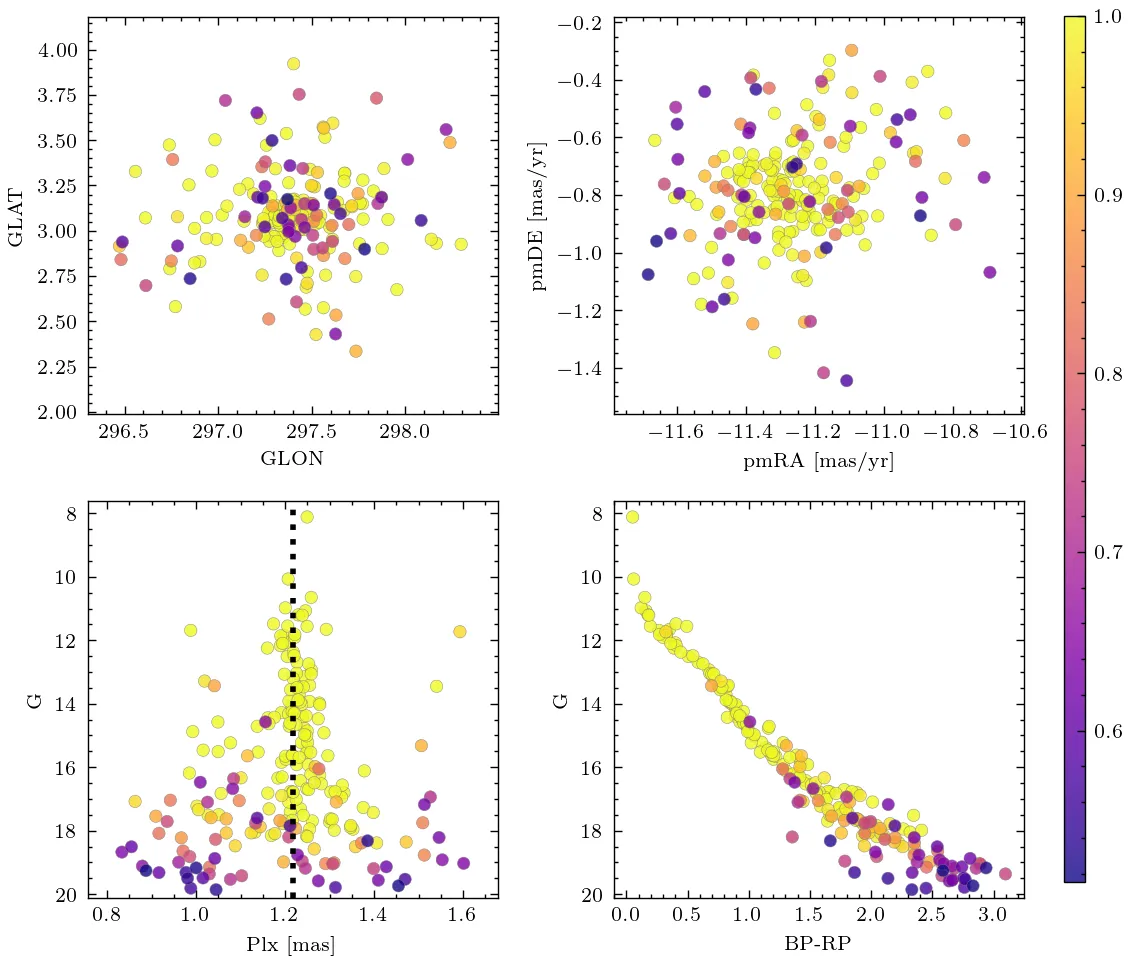 4.00
3.75
3.50
3.25
3.00
2.75
2.50
2.25
2.00
GLAT
296.5 297.0 297.5 298.0
GLON
−0.2
−0.4
−0.6
−0.8
−1.0
−1.2
−1.4
pmDE [mas/yr]
−11.6 −11.4 −11.2 −11.0 −10.8 −10.6
pmRA [mas/yr]
8
10
12
14
16
18
20
G
0.8 1.0 1.2 1.4 1.6
Plx [mas]
8
10
12
14
16
18
20
G
0.0 0.5 1.0 1.5 2.0 2.5 3.0
BP-RP
1.0
0.9
0.8
0.7
0.6